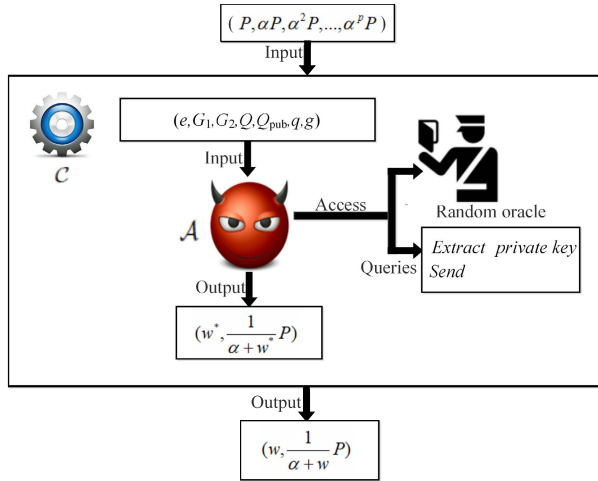 ( P, αP, α²P, ..., α^p P )
Input
(e, G₁, G₂, Q, Q_pub, q, g)
𝒞
Input
Access
Random oracle
𝒜
Queries
Extract private key
Send
Output
(w*, 1/(α + w*) P)
Output
(w, 1/(α + w) P)